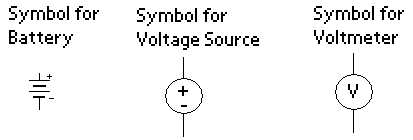 Symbol for
Battery
Symbol for
Voltage Source
Symbol for
Voltmeter
+
-
+
-
V